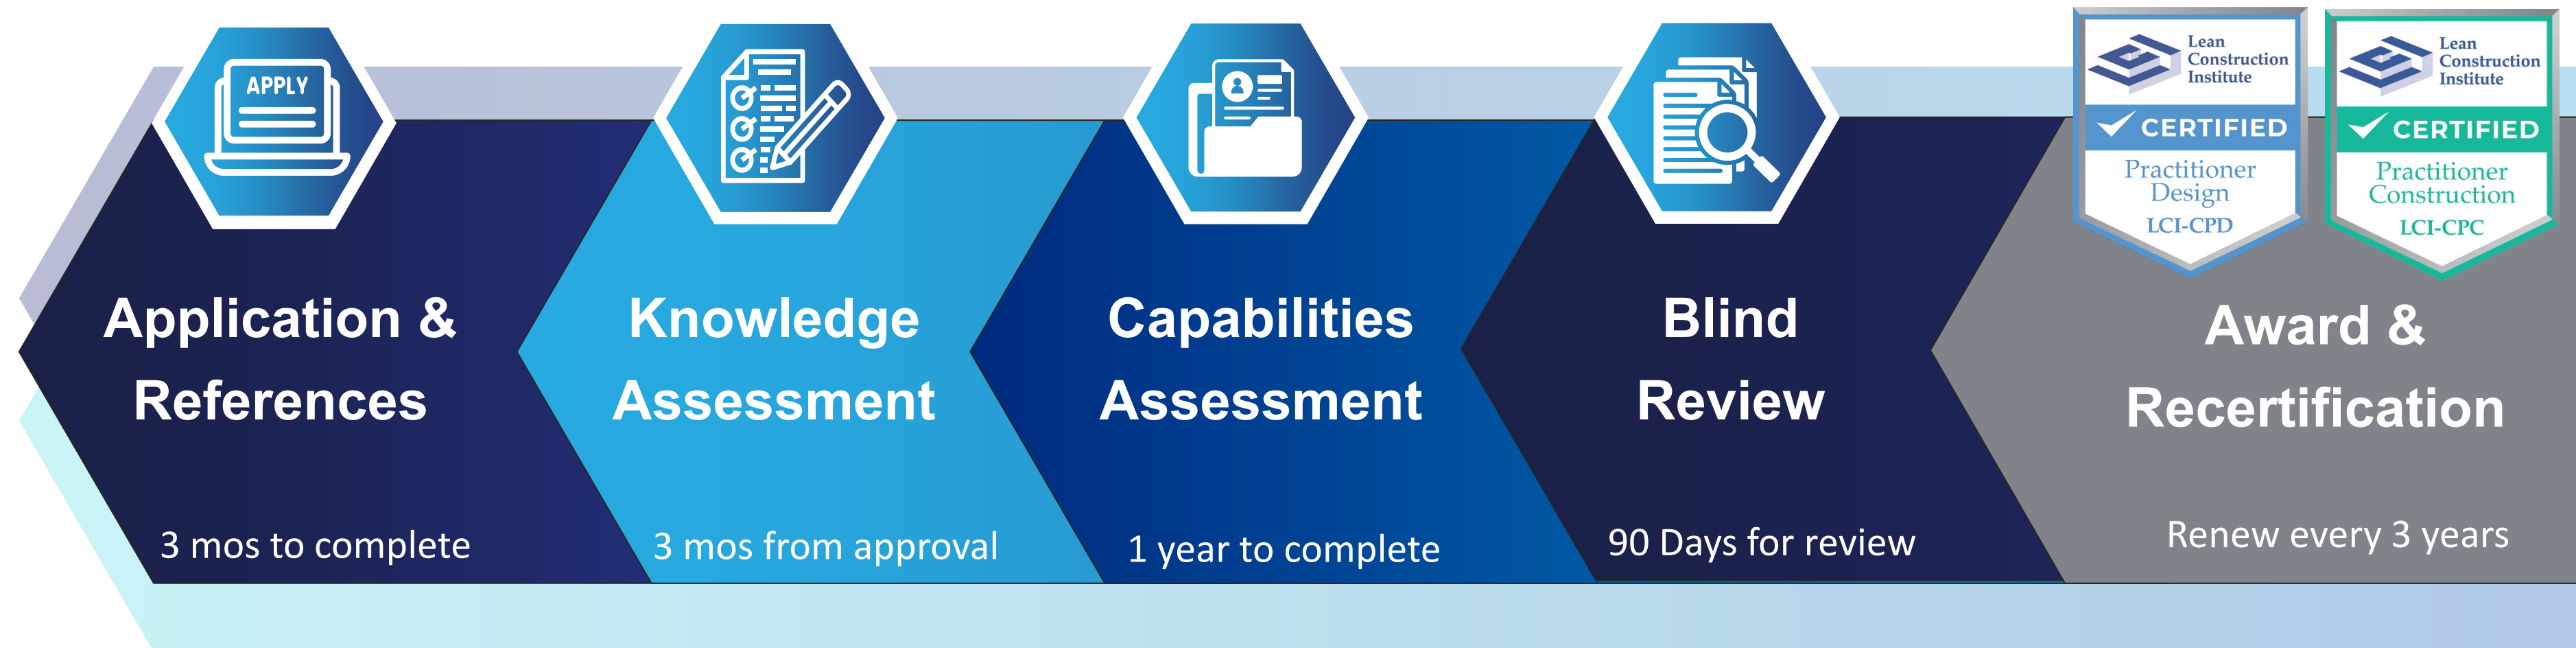 APPLY
Application &
References
3 mos to complete
Knowledge
Assessment
3 mos from approval
Capabilities
Assessment
1 year to complete
Blind
Review
90 Days for review
Lean
Construction
Institute
CERTIFIED
Practitioner
Design
LCI-CPD
Lean
Construction
Institute
CERTIFIED
Practitioner
Construction
LCI-CPC
Award &
Recertification
Renew every 3 years